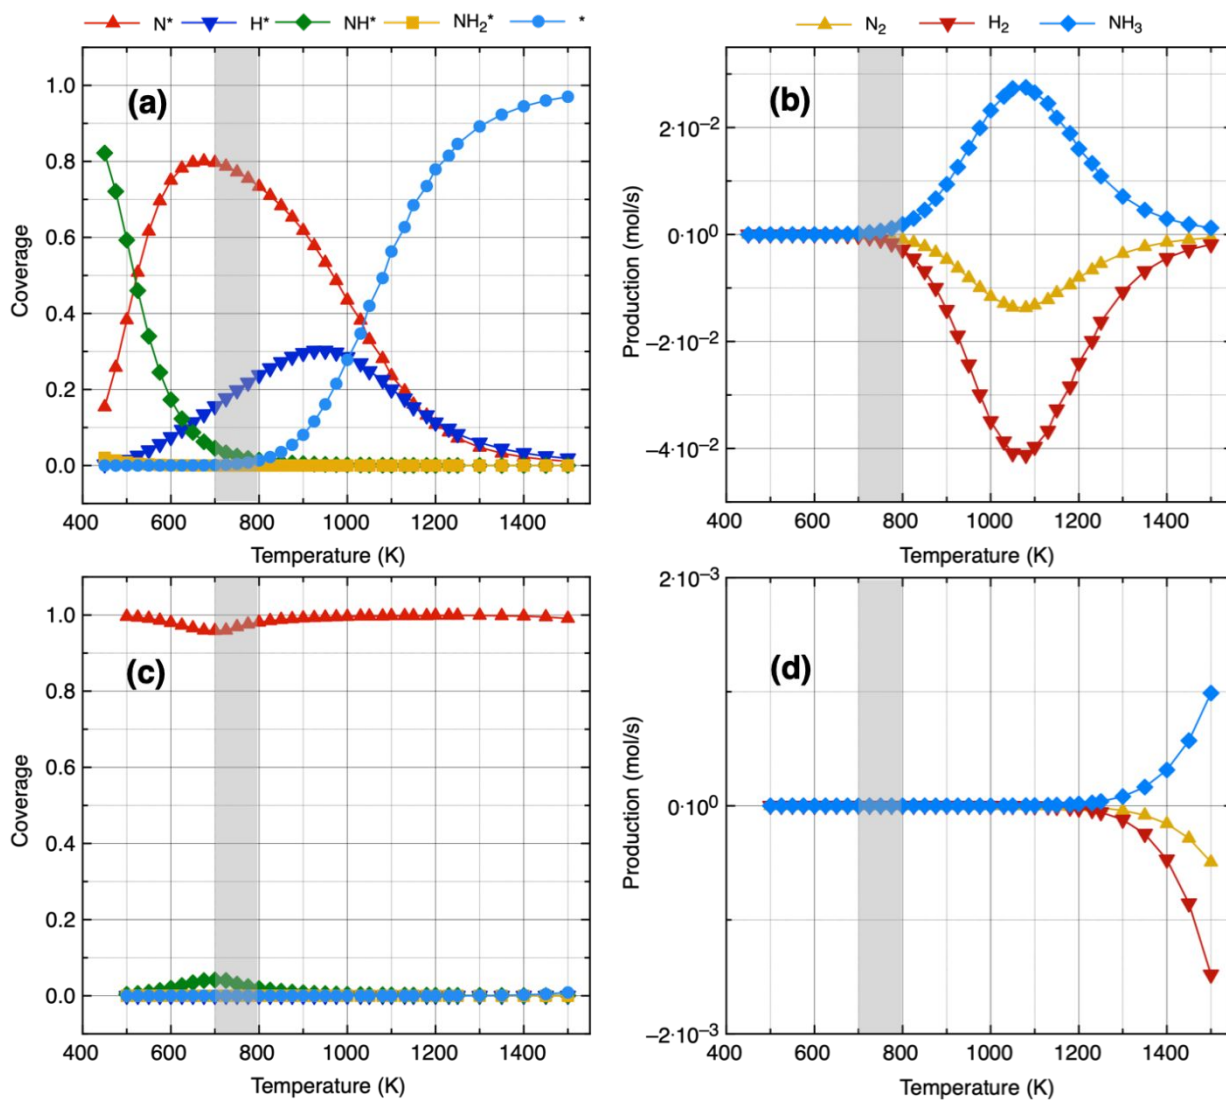 N* H* NH* NH₂* *
N₂ H₂ NH₃
(a)
Coverage
1.0
0.8
0.6
0.4
0.2
0.0
400 600 800 1000 1200 1400
Temperature (K)
(b)
Production (mol/s)
2·10⁻²
0·10⁰
−2·10⁻²
−4·10⁻²
400 600 800 1000 1200 1400
Temperature (K)
(c)
Coverage
1.0
0.8
0.6
0.4
0.2
0.0
400 600 800 1000 1200 1400
Temperature (K)
(d)
Production (mol/s)
2·10⁻³
0·10⁰
−2·10⁻³
400 600 800 1000 1200 1400
Temperature (K)